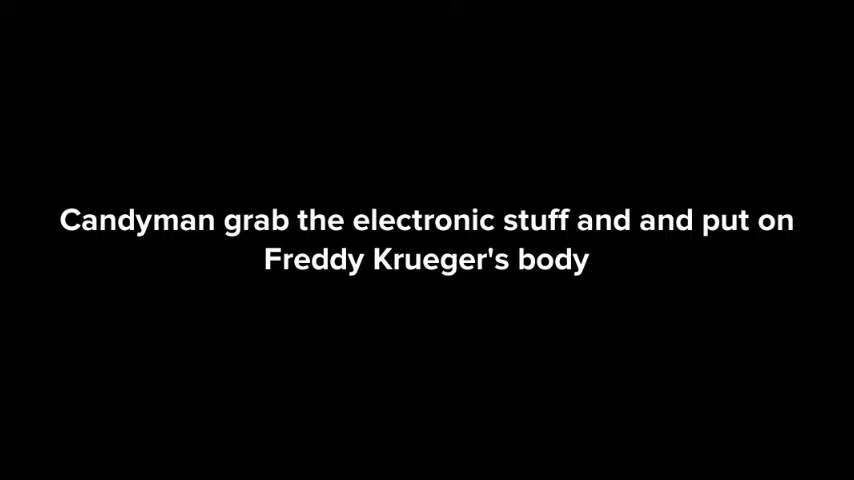 Candyman grab the electronic stuff and and put on
Freddy Krueger's body